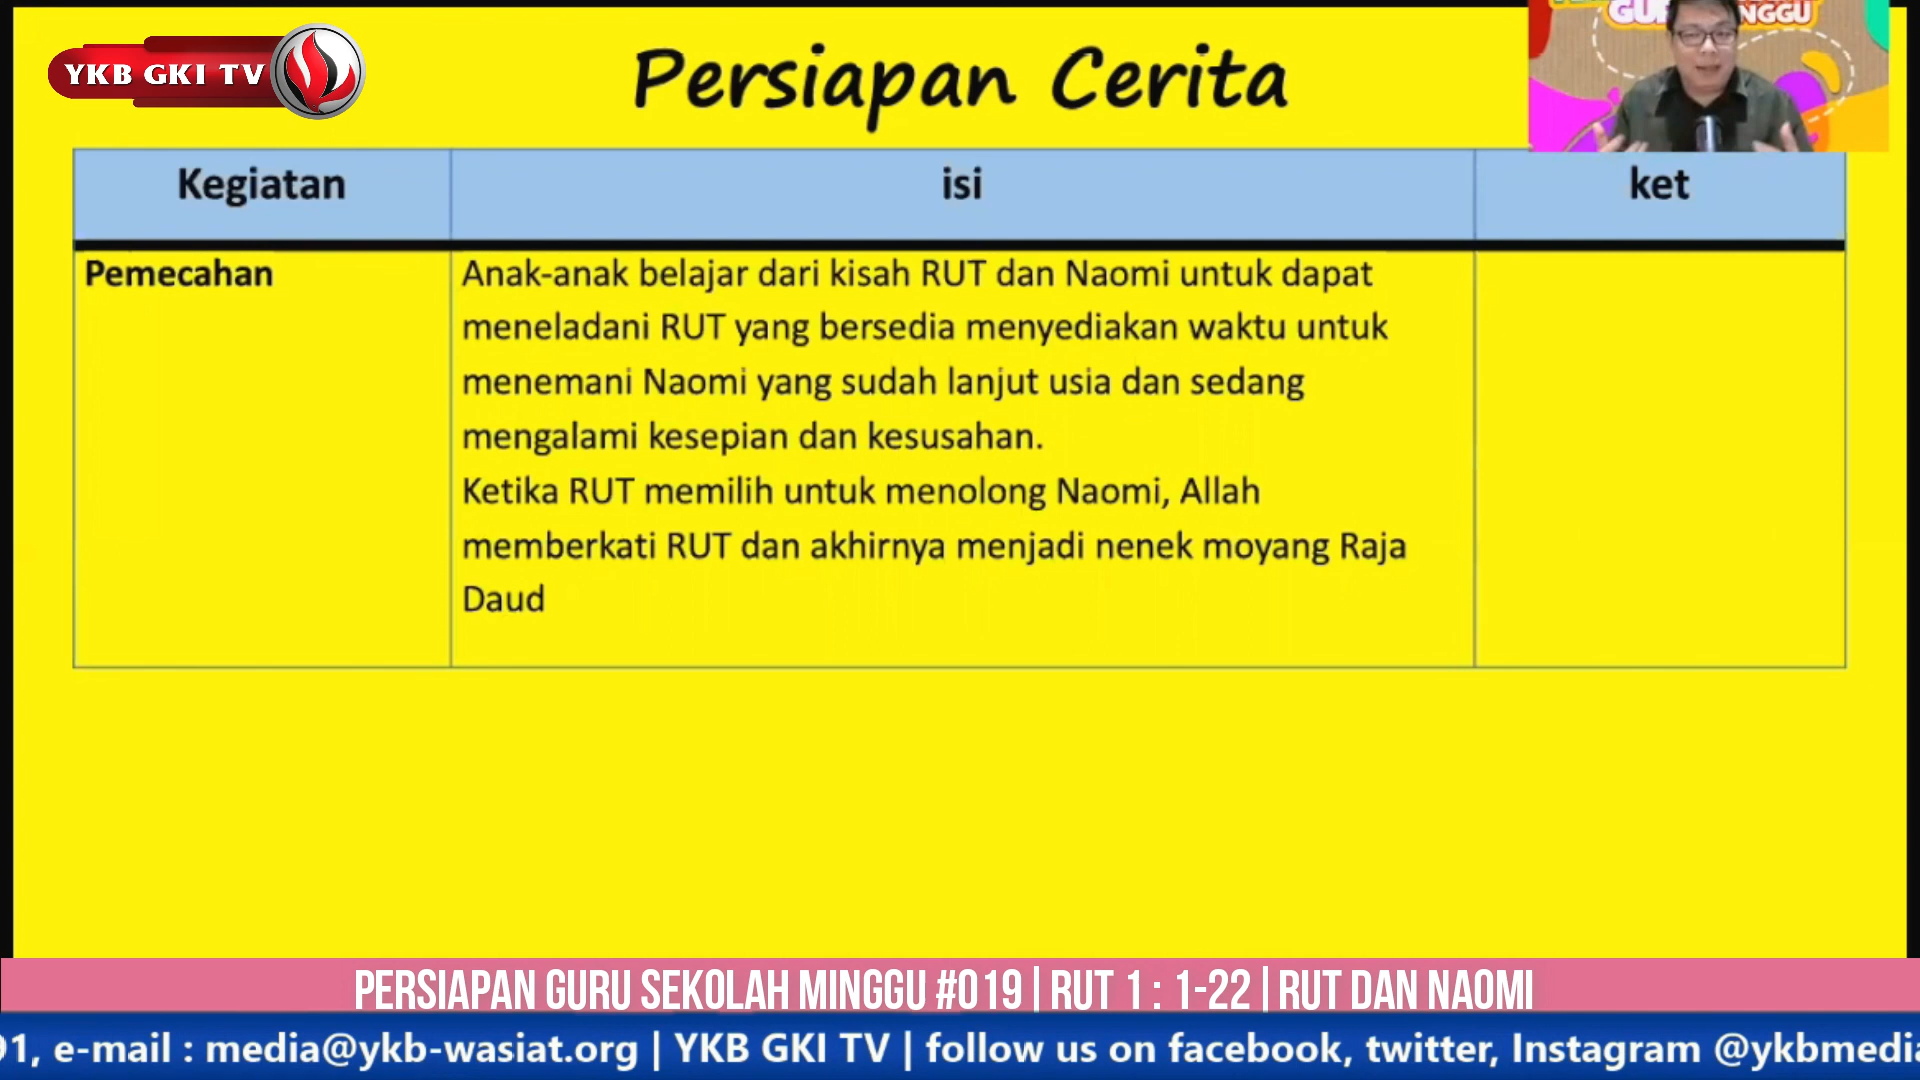 YKB GKI TV
Persiapan Cerita
Kegiatan
isi
ket
Pemecahan
Anak-anak belajar dari kisah RUT dan Naomi untuk dapat
meneladani RUT yang bersedia menyediakan waktu untuk
menemani Naomi yang sudah lanjut usia dan sedang
mengalami kesepian dan kesusahan.
Ketika RUT memilih untuk menolong Naomi, Allah
memberkati RUT dan akhirnya menjadi nenek moyang Raja
Daud
PERSIAPAN GURU SEKOLAH MINGGU #019 | RUT 1 : 1-22 | RUT DAN NAOMI
1, e-mail : media@ykb-wasiat.org | YKB GKI TV | follow us on facebook, twitter, Instagram @ykbmedia